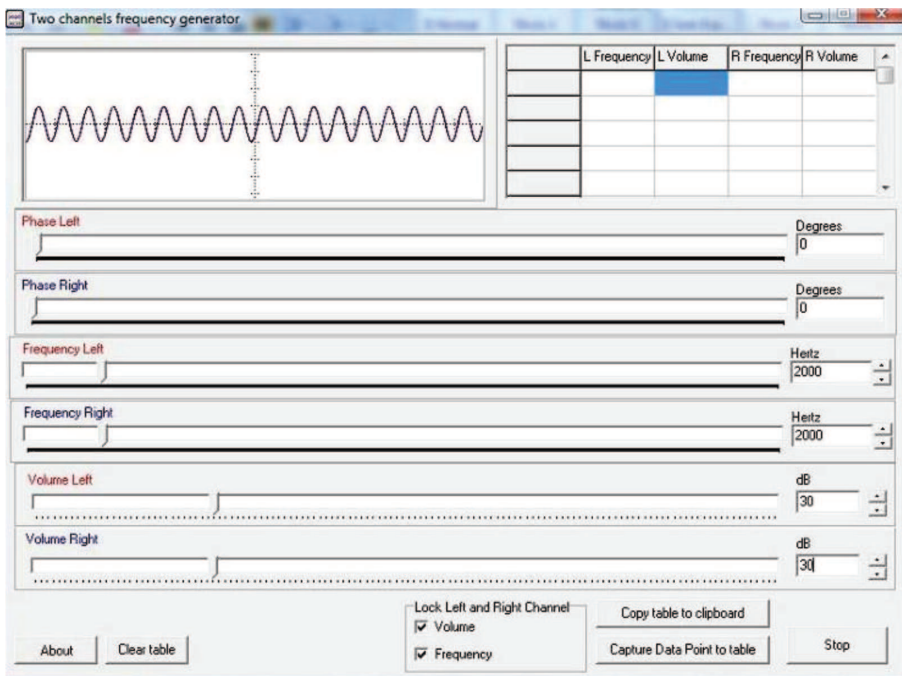 Two channels frequency generator
L Frequency L Volume R Frequency R Volume
Phase Left
Degrees
0
Phase Right
Degrees
0
Frequency Left
Hertz
2000
Frequency Right
Hertz
2000
Volume Left
dB
30
Volume Right
dB
30
Lock Left and Right Channel
Volume
Frequency
Copy table to clipboard
Capture Data Point to table
About
Clear table
Stop